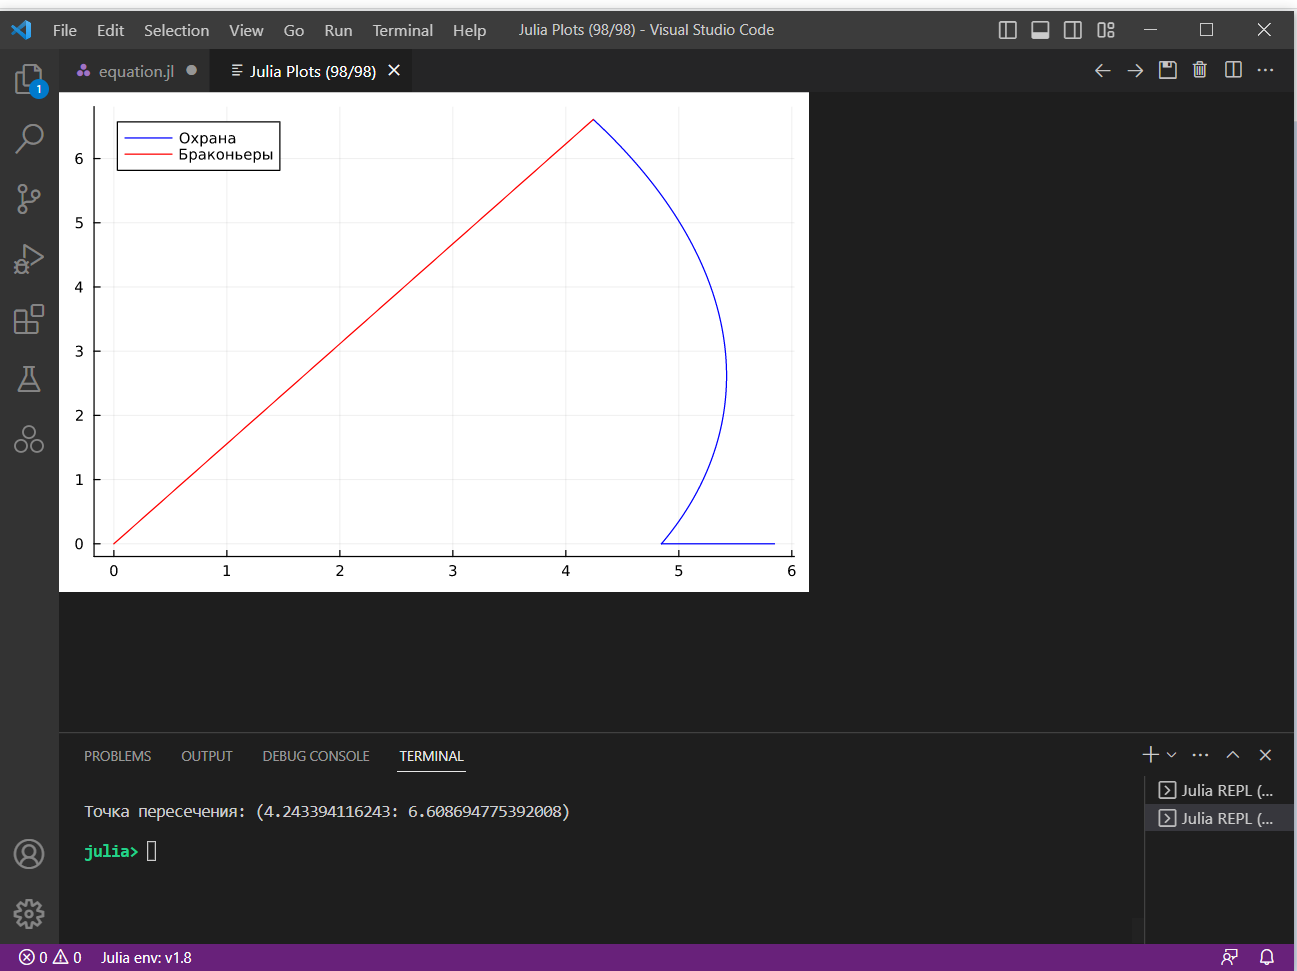 File Edit Selection View Go Run Terminal Help Julia Plots (98/98) - Visual Studio Code
equation.jl Julia Plots (98/98)
1
Охрана
Браконьеры
6
5
4
3
2
1
0
0 1 2 3 4 5 6
PROBLEMS OUTPUT DEBUG CONSOLE TERMINAL
Точка пересечения: (4.243394116243: 6.608694775392008)
julia>
Julia REPL (...
Julia REPL (...
0 0 Julia env: v1.8